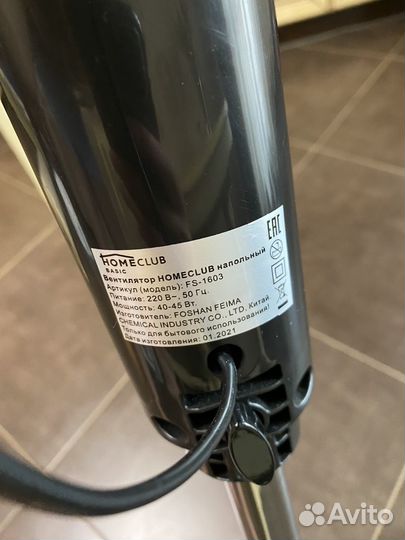 HOMECLUB
BASIC
Вентилятор HOMECLUB напольный
Артикул (модель): FS-1603
Питание: 220 В~, 50 Гц.
Мощность: 40-45 Вт.
Изготовитель: FOSHAN FEIMA
CHEMICAL INDUSTRY CO., LTD, Китай.
(Только для бытового использования)
Дата изготовления: 01.2021
EAC
Avito